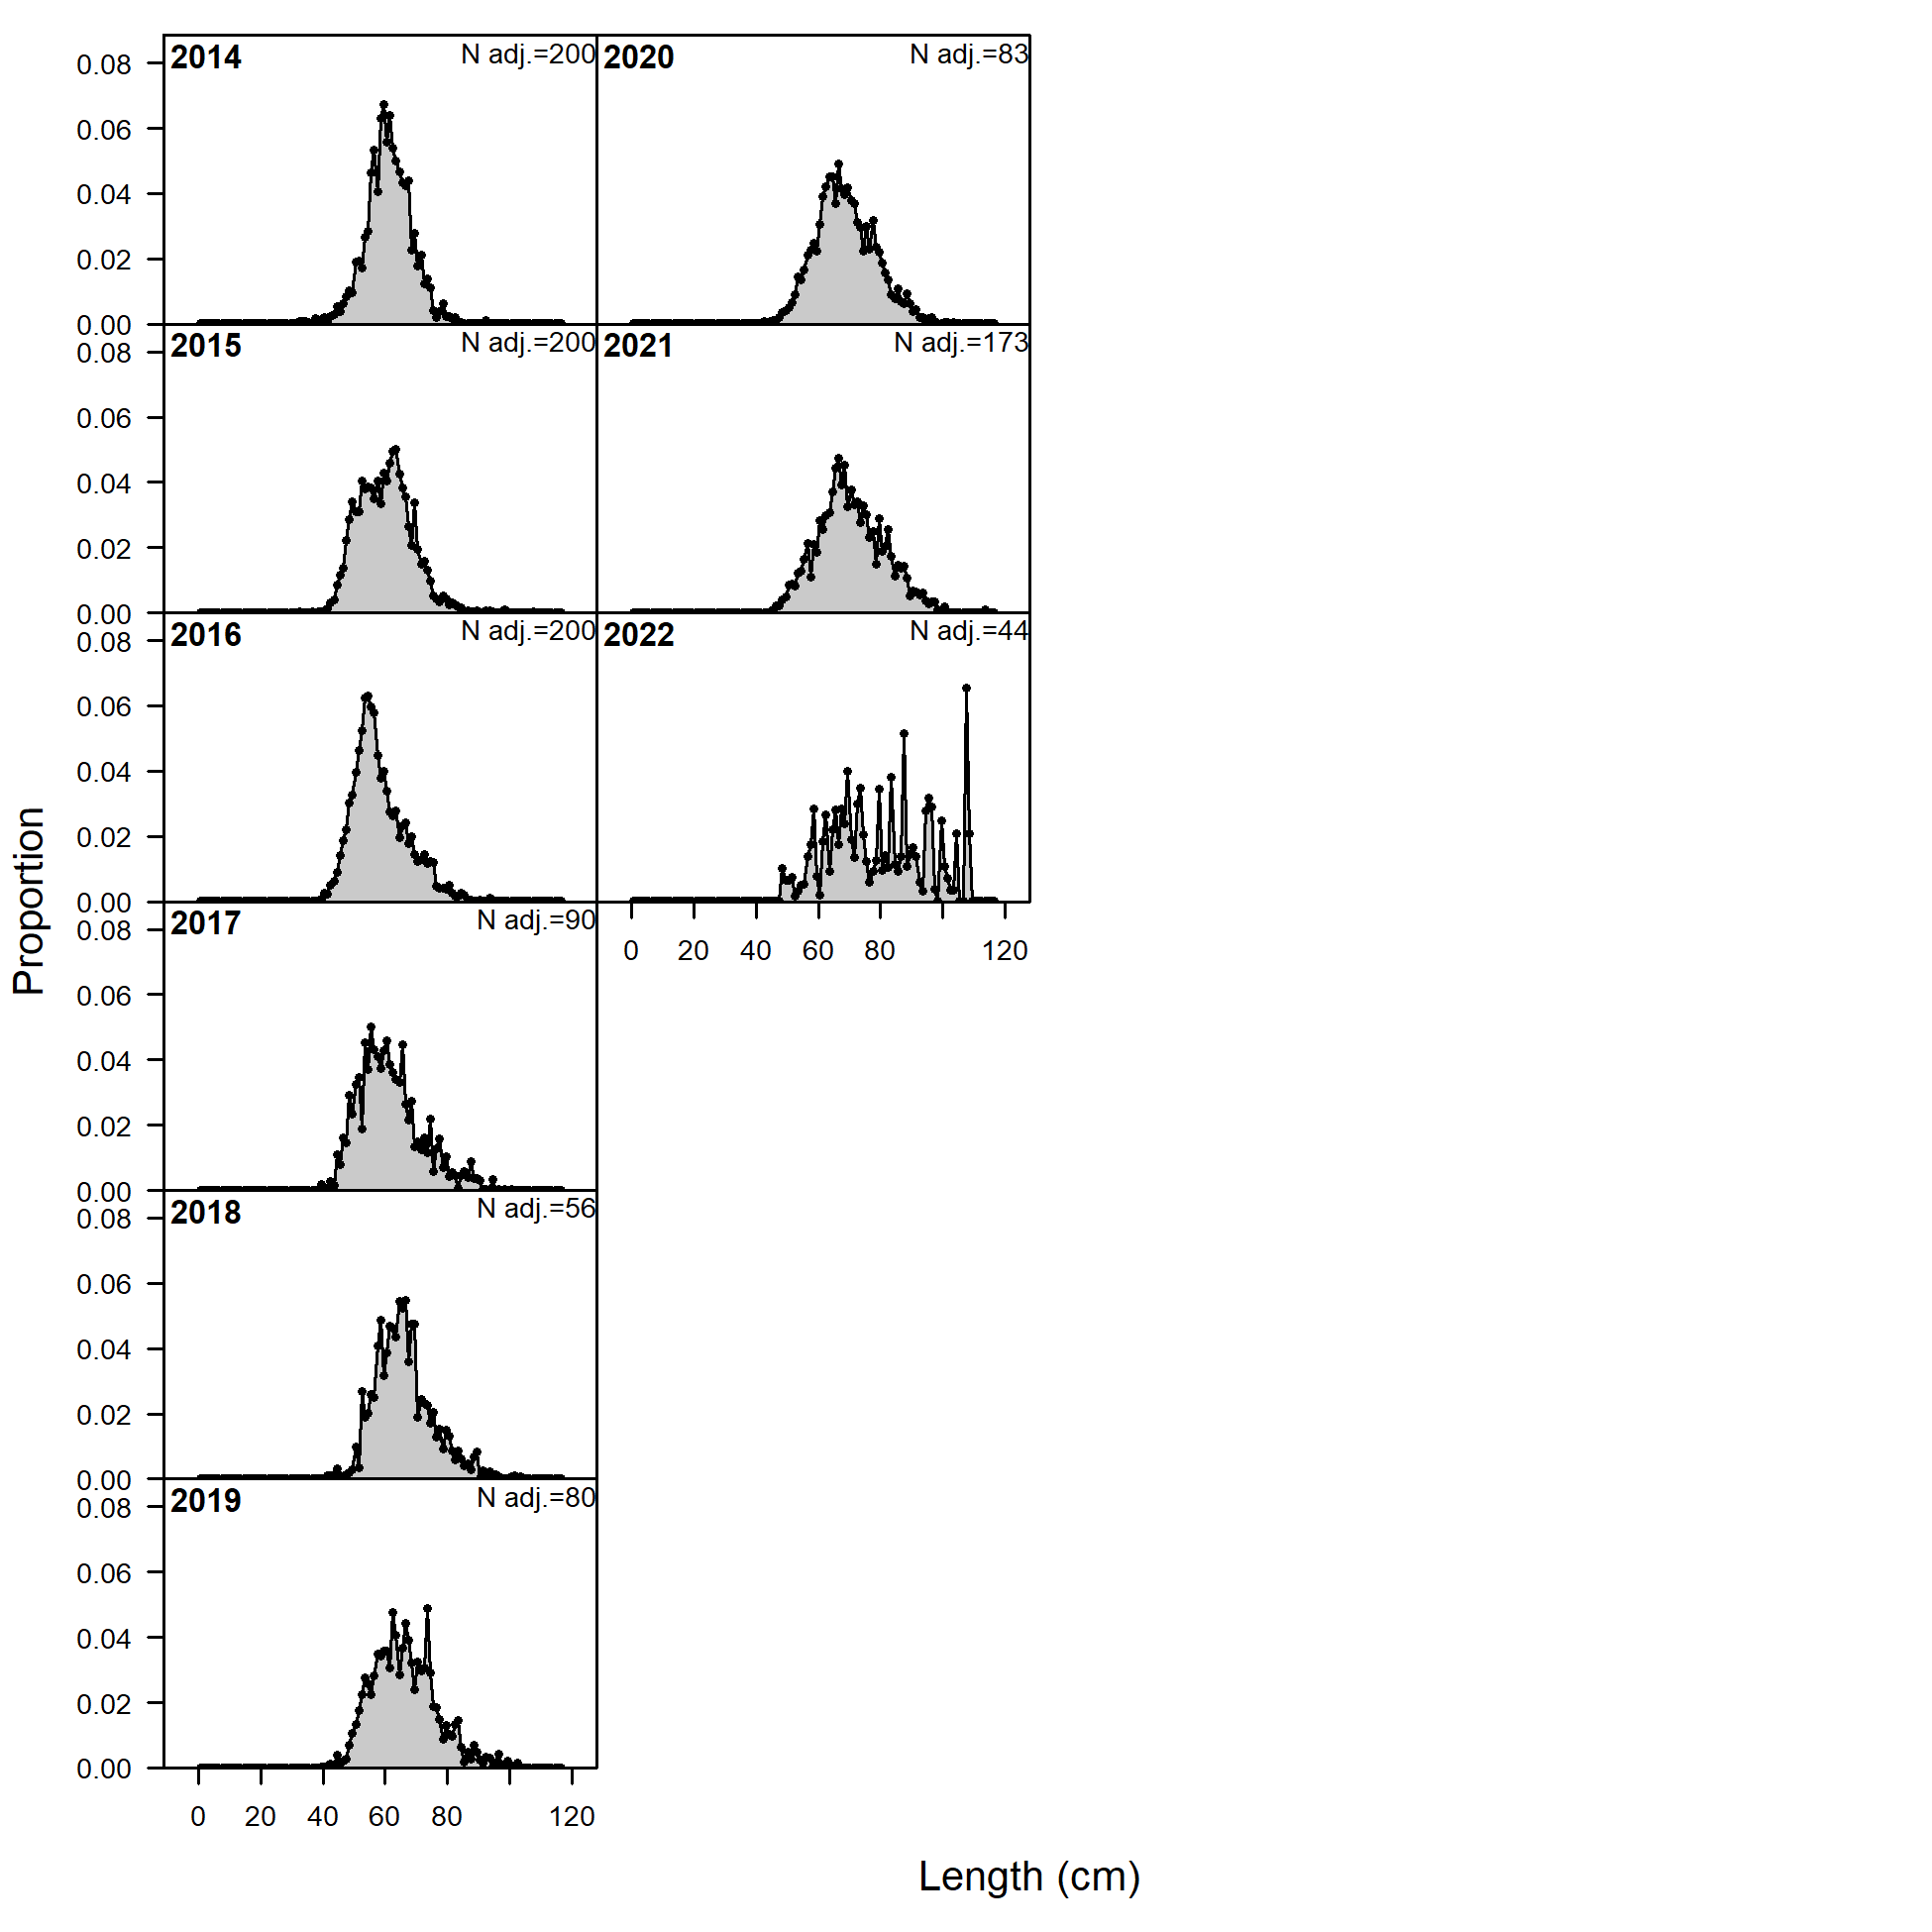 Proportion
2014 N adj.=200
0.08
0.06
0.04
0.02
0.00
2015 N adj.=200
0.08
0.06
0.04
0.02
0.00
2016 N adj.=200
0.08
0.06
0.04
0.02
0.00
2017 N adj.=90
0.08
0.06
0.04
0.02
0.00
2018 N adj.=56
0.08
0.06
0.04
0.02
0.00
2019 N adj.=80
0.08
0.06
0.04
0.02
0.00
0 20 40 60 80 120
2020 N adj.=83
2021 N adj.=173
2022 N adj.=44
0 20 40 60 80 120
Length (cm)